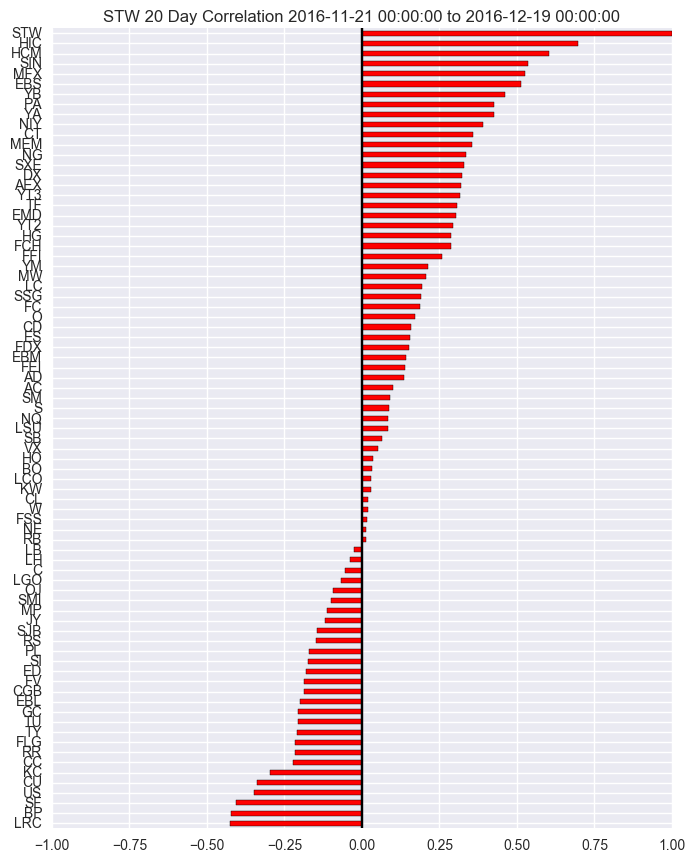 STW 20 Day Correlation 2016-11-21 00:00:00 to 2016-12-19 00:00:00
STW
HIC
HCM
SIN
MFX
EBS
YB
PA
YA
NIY
CT
MEM
NG
SXE
DX
AEX
YT3
TF
EMD
YT2
HG
FCH
FFI
YM
MW
LC
SSG
FC
O
CD
ES
FDX
EBM
FEI
AD
AC
SM
S
NQ
LSU
SB
VX
HO
BO
LCO
KW
CL
W
FSS
NE
RB
LB
LH
C
LGO
OJ
SMI
MP
JY
SJB
RS
PL
SI
ED
FV
CGB
EBL
GC
TU
TY
FLG
RR
CC
KC
CU
US
SF
BP
LRC
−1.00 −0.75 −0.50 −0.25 0.00 0.25 0.50 0.75 1.00